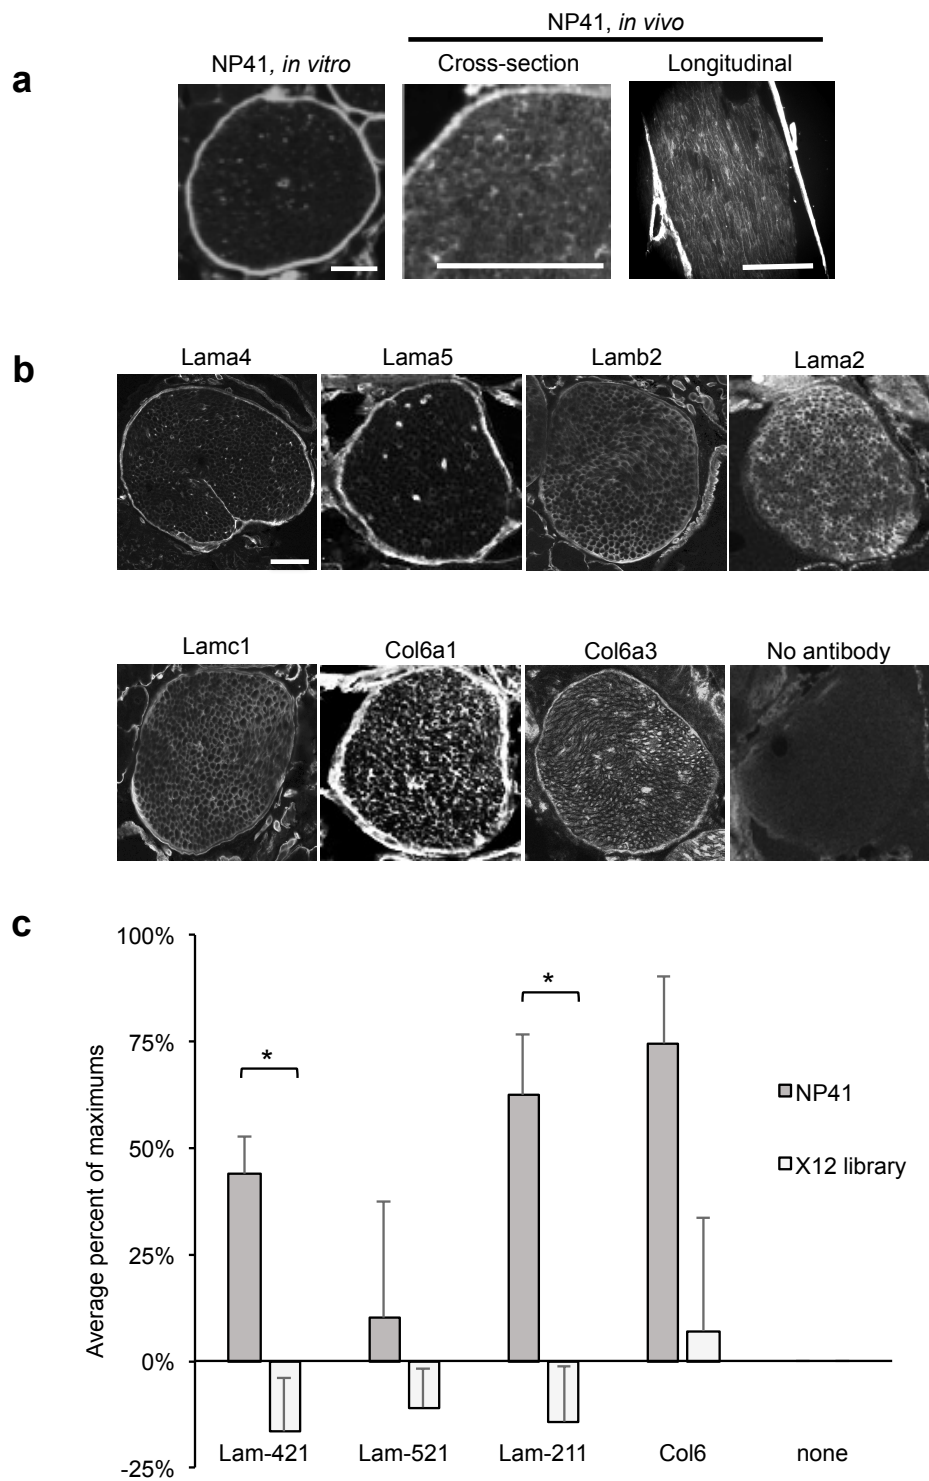 NP41, in vivo
a
NP41, in vitro
Cross-section
Longitudinal
b
Lama4
Lama5
Lamb2
Lama2
Lamc1
Col6a1
Col6a3
No antibody
c
100%
75%
50%
25%
0%
-25%
Average percent of maximums
*
*
NP41
X12 library
Lam-421
Lam-521
Lam-211
Col6
none